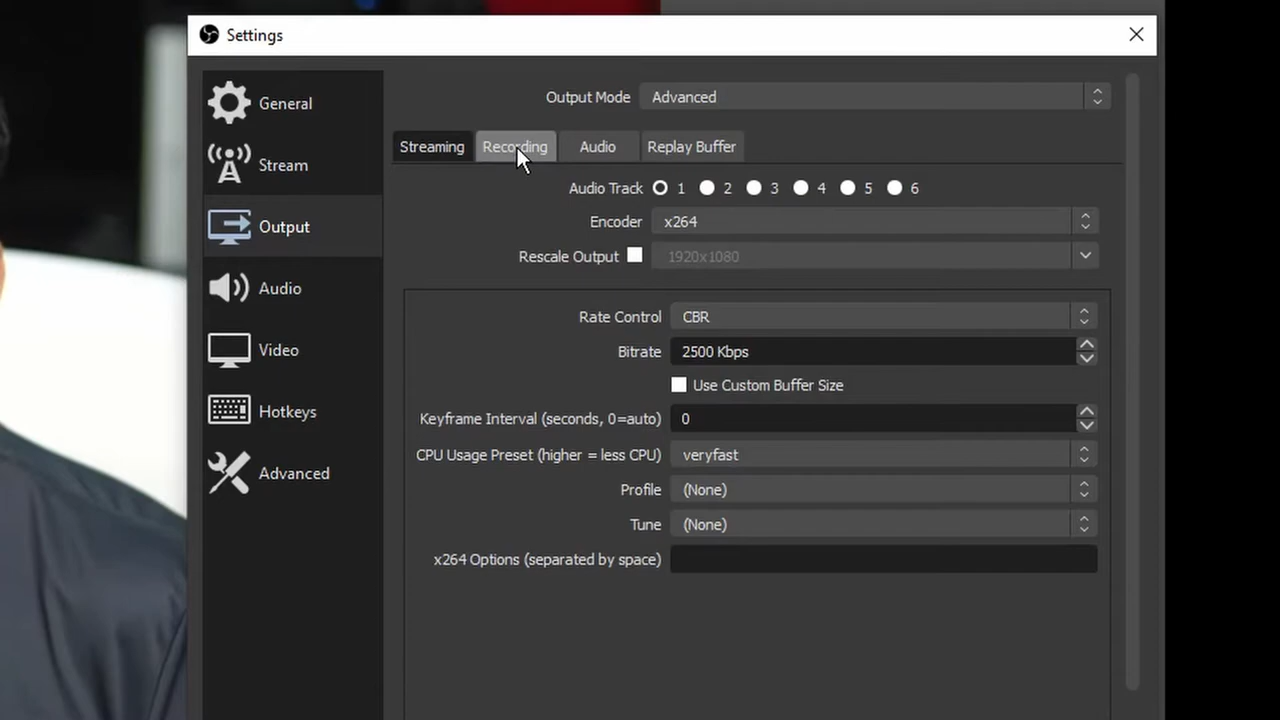 Settings
General
Stream
Output
Audio
Video
Hotkeys
Advanced
Output Mode Advanced
Streaming Recording Audio Replay Buffer
Audio Track 1 2 3 4 5 6
Encoder x264
Rescale Output 1920x1080
Rate Control CBR
Bitrate 2500 Kbps
Use Custom Buffer Size
Keyframe Interval (seconds, 0=auto) 0
CPU Usage Preset (higher = less CPU) veryfast
Profile (None)
Tune (None)
x264 Options (separated by space)